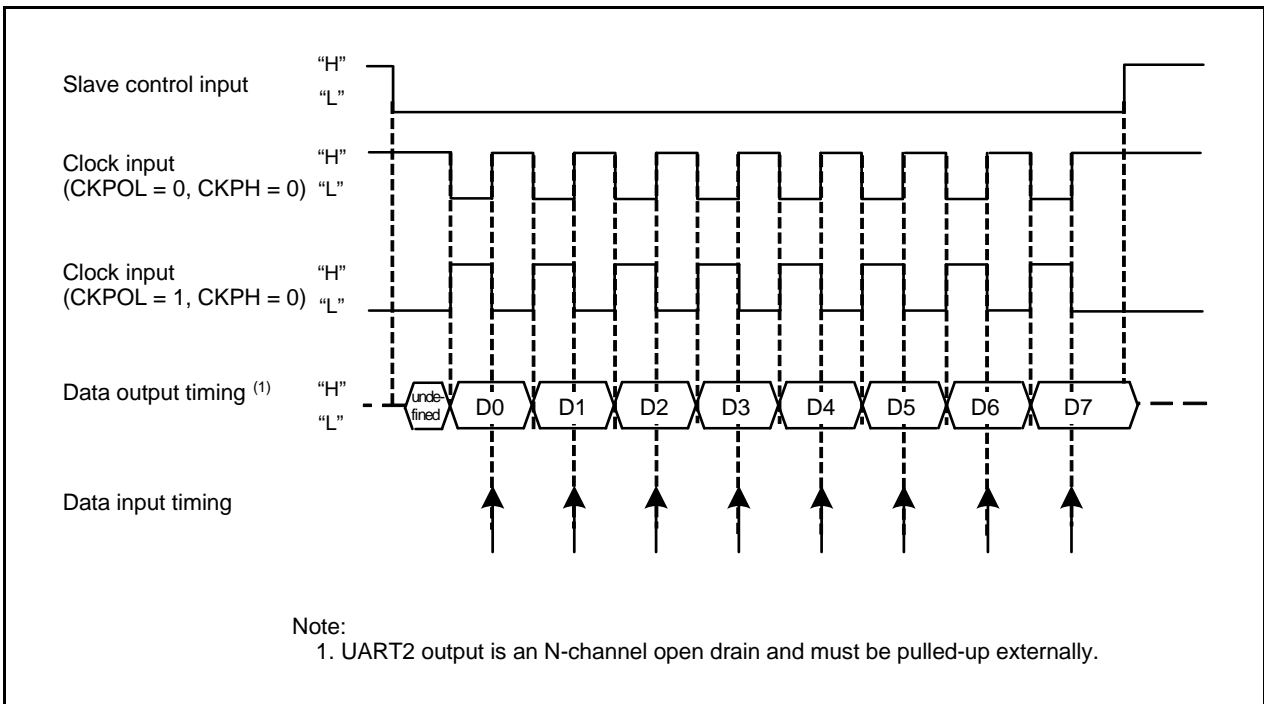 Slave control input
“H”
“L”
Clock input
(CKPOL = 0, CKPH = 0)
“H”
“L”
Clock input
(CKPOL = 1, CKPH = 0)
“H”
“L”
Data output timing (1)
“H”
“L”
unde-
fined
D0 D1 D2 D3 D4 D5 D6 D7
Data input timing
Note:
1. UART2 output is an N-channel open drain and must be pulled-up externally.